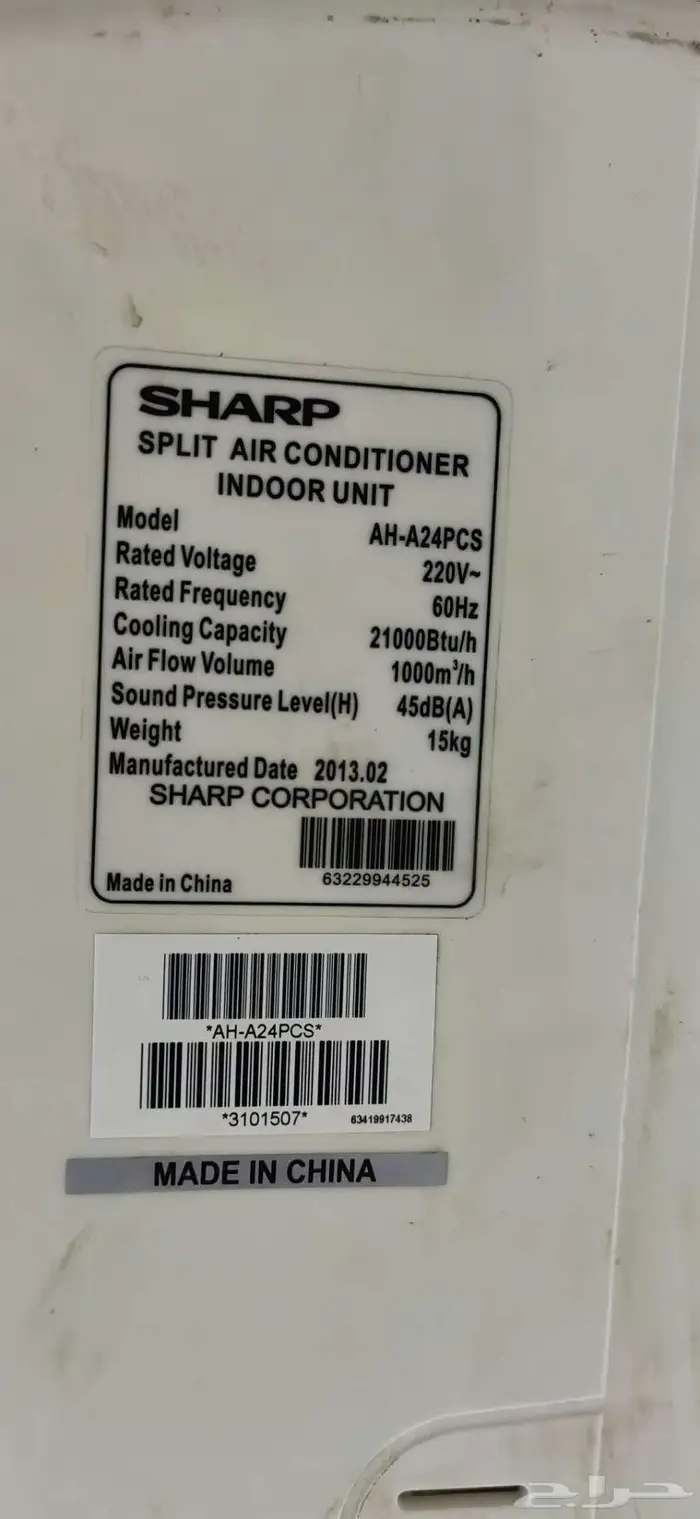 SHARP
SPLIT AIR CONDITIONER
INDOOR UNIT
Model AH-A24PCS
Rated Voltage 220V~
Rated Frequency 60Hz
Cooling Capacity 21000Btu/h
Air Flow Volume 1000m³/h
Sound Pressure Level(H) 45dB(A)
Weight 15kg
Manufactured Date 2013.02
SHARP CORPORATION
63229944525
Made in China
*AH-A24PCS*
*3101507* 63419917438
MADE IN CHINA
حراج